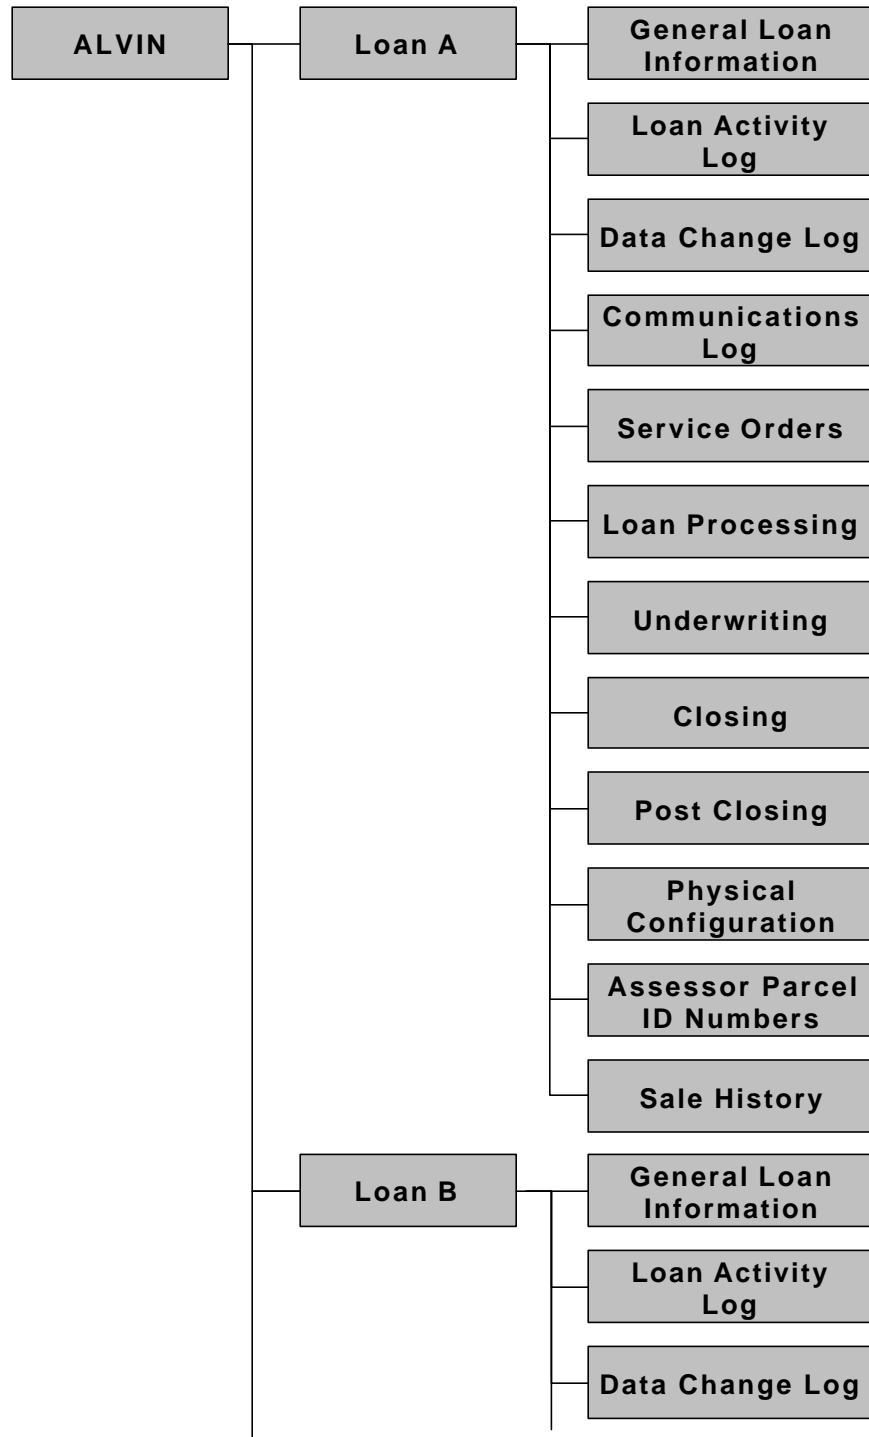 ALVIN
Loan A
General Loan
Information
Loan Activity
Log
Data Change Log
Communications
Log
Service Orders
Loan Processing
Underwriting
Closing
Post Closing
Physical
Configuration
Assessor Parcel
ID Numbers
Sale History
Loan B
General Loan
Information
Loan Activity
Log
Data Change Log